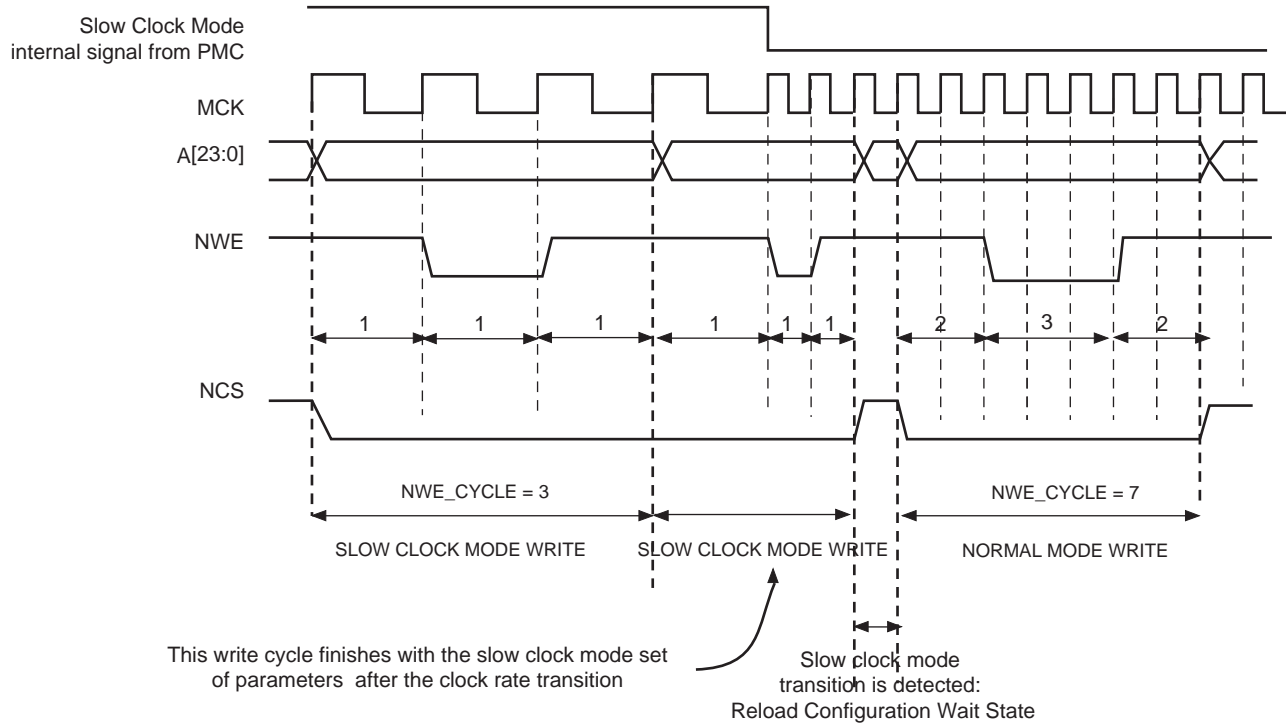 Slow Clock Mode
internal signal from PMC
MCK
A[23:0]
NWE
1 1 1 1 1 1 2 3 2
NCS
NWE_CYCLE = 3 NWE_CYCLE = 7
SLOW CLOCK MODE WRITE SLOW CLOCK MODE WRITE NORMAL MODE WRITE
This write cycle finishes with the slow clock mode set
of parameters after the clock rate transition
Slow clock mode
transition is detected:
Reload Configuration Wait State